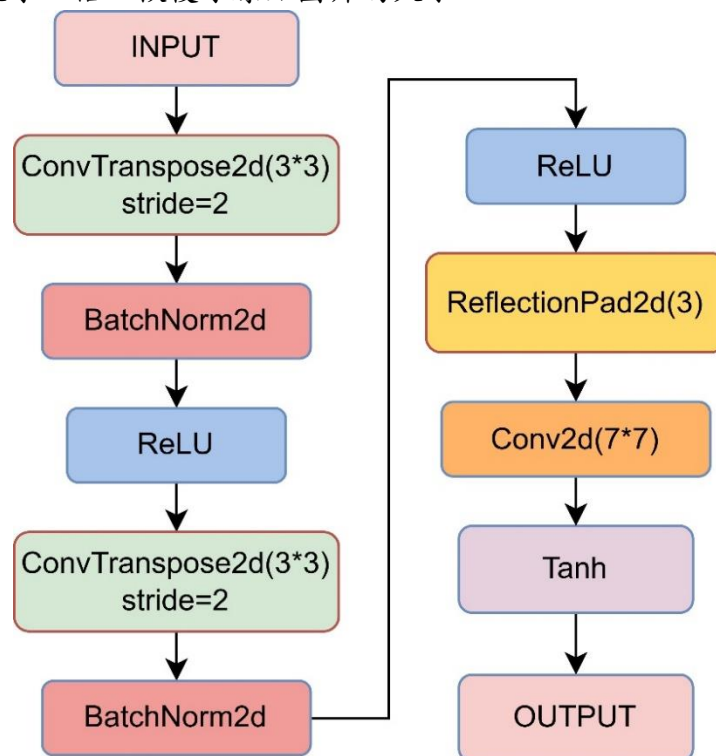 INPUT
ConvTranspose2d(3*3)
stride=2
BatchNorm2d
ReLU
ConvTranspose2d(3*3)
stride=2
BatchNorm2d
ReLU
ReflectionPad2d(3)
Conv2d(7*7)
Tanh
OUTPUT